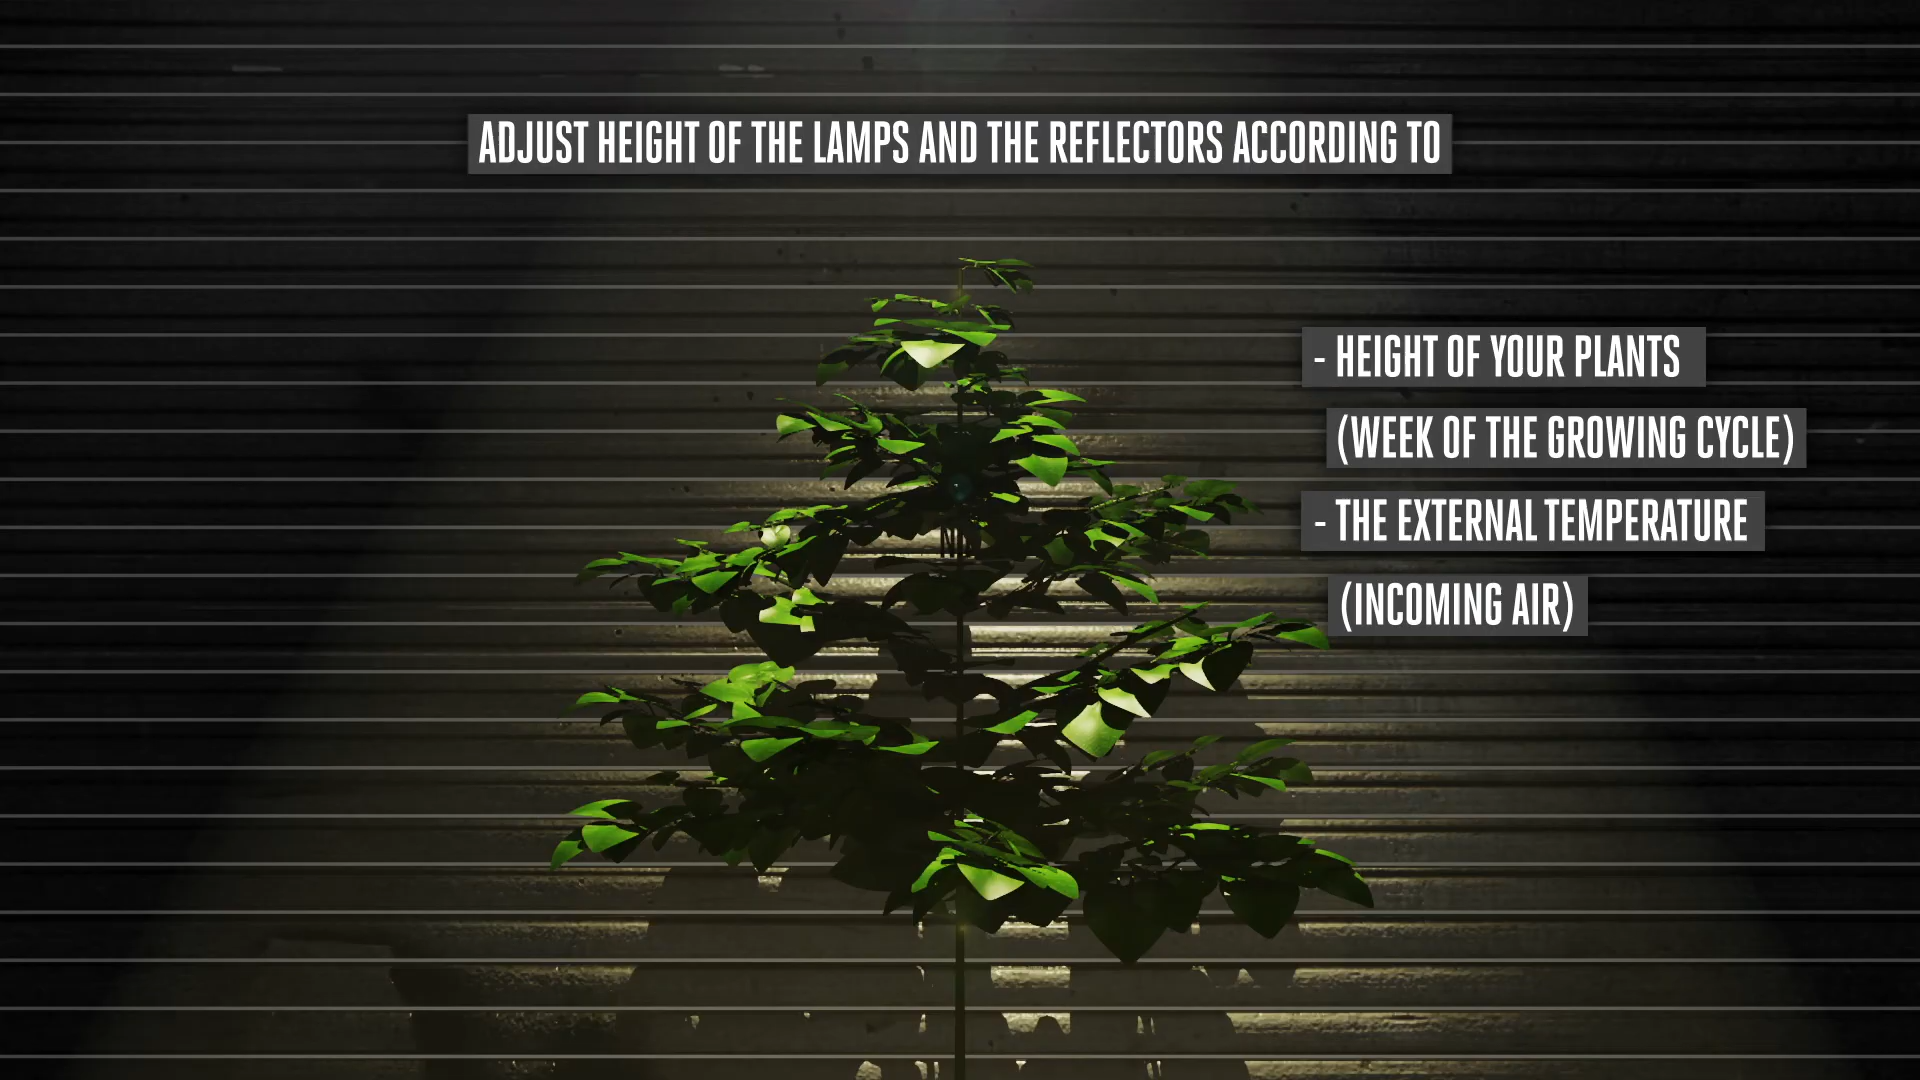 ADJUST HEIGHT OF THE LAMPS AND THE REFLECTORS ACCORDING TO
- HEIGHT OF YOUR PLANTS
(WEEK OF THE GROWING CYCLE)
- THE EXTERNAL TEMPERATURE
(INCOMING AIR)